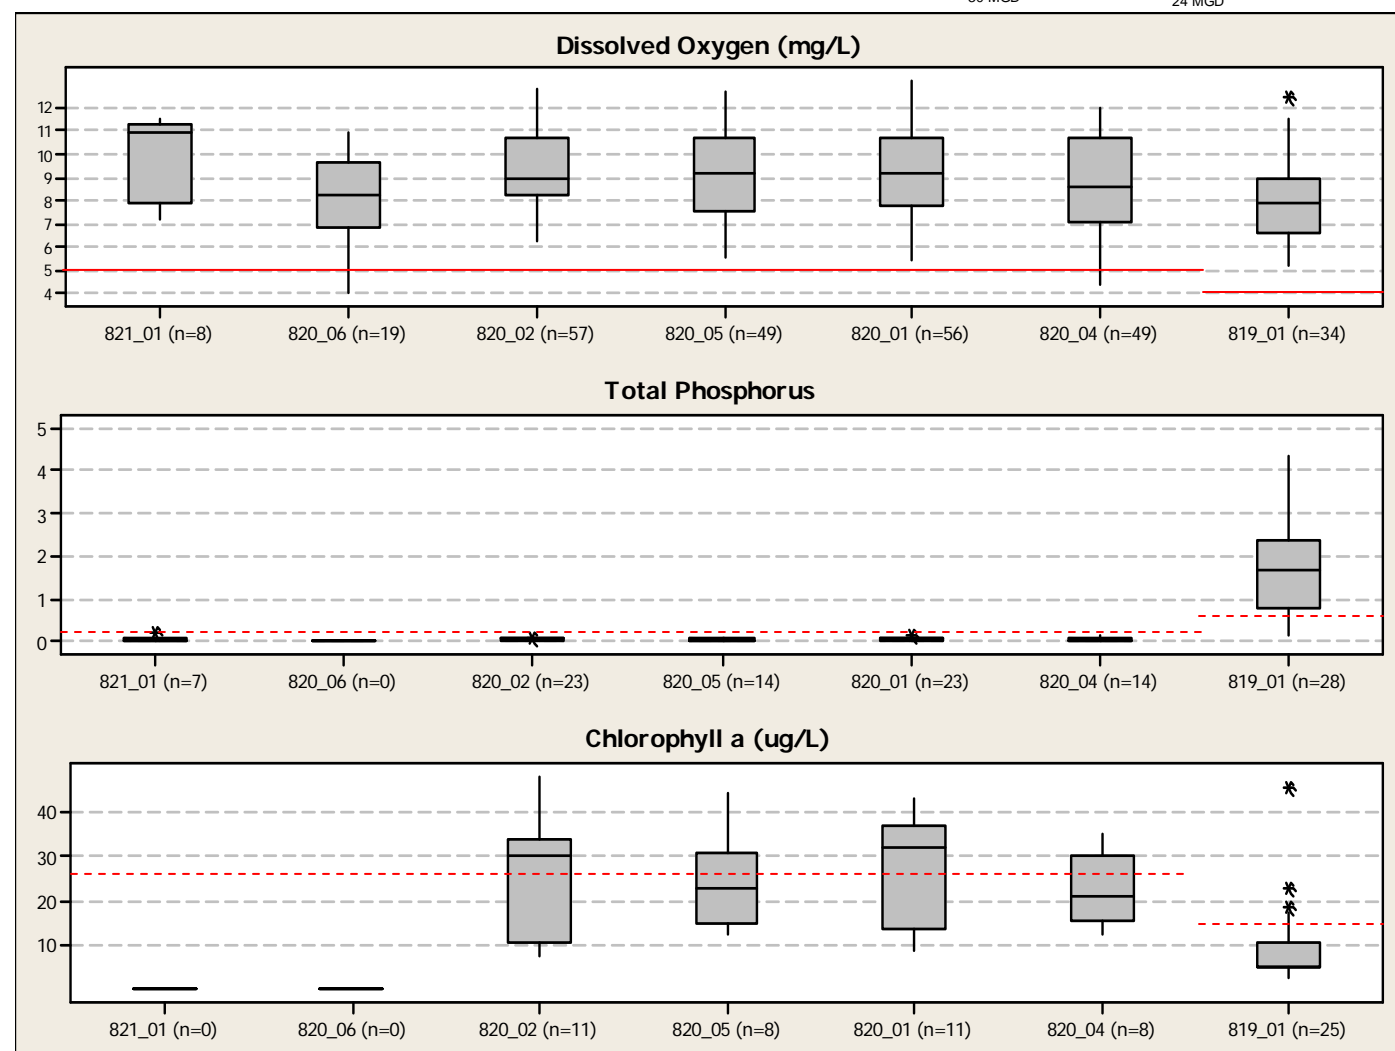 24 MGD
Dissolved Oxygen (mg/L)
12
11
10
9
8
7
6
5
4
821_01 (n=8) 820_06 (n=19) 820_02 (n=57) 820_05 (n=49) 820_01 (n=56) 820_04 (n=49) 819_01 (n=34)
Total Phosphorus
5
4
3
2
1
0
821_01 (n=7) 820_06 (n=0) 820_02 (n=23) 820_05 (n=14) 820_01 (n=23) 820_04 (n=14) 819_01 (n=28)
Chlorophyll a (ug/L)
40
30
20
10
821_01 (n=0) 820_06 (n=0) 820_02 (n=11) 820_05 (n=8) 820_01 (n=11) 820_04 (n=8) 819_01 (n=25)